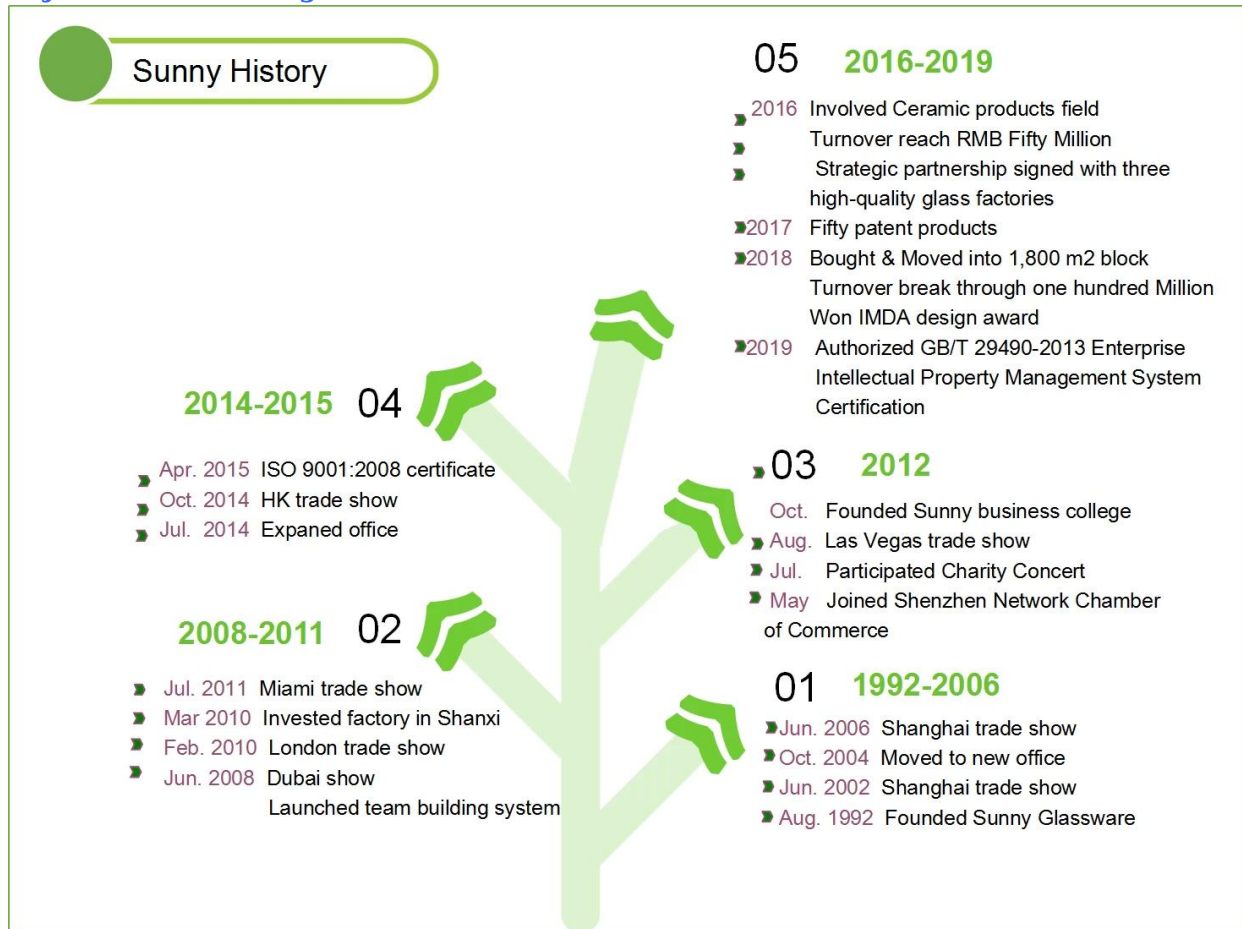 Sunny History
05 2016-2019
2016 Involved Ceramic products field
Turnover reach RMB Fifty Million
Strategic partnership signed with three
high-quality glass factories
2017 Fifty patent products
2018 Bought & Moved into 1,800 m2 block
Turnover break through one hundred Million
Won IMDA design award
2019 Authorized GB/T 29490-2013 Enterprise
Intellectual Property Management System
Certification
2014-2015 04
Apr. 2015 ISO 9001:2008 certificate
Oct. 2014 HK trade show
Jul. 2014 Expaned office
03 2012
Oct. Founded Sunny business college
Aug. Las Vegas trade show
Jul. Participated Charity Concert
May Joined Shenzhen Network Chamber
of Commerce
2008-2011 02
Jul. 2011 Miami trade show
Mar 2010 Invested factory in Shanxi
Feb. 2010 London trade show
Jun. 2008 Dubai show
Launched team building system
01 1992-2006
Jun. 2006 Shanghai trade show
Oct. 2004 Moved to new office
Jun. 2002 Shanghai trade show
Aug. 1992 Founded Sunny Glassware